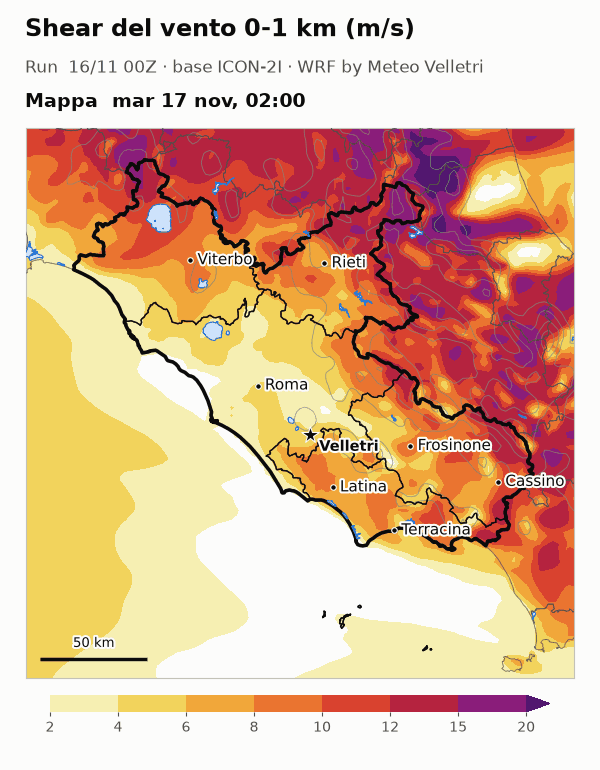 Shear del vento 0-1 km (m/s)
Run  16/11 00Z · base ICON-2I · WRF by Meteo Velletri
Mappa  mar 17 nov, 02:00
Viterbo
Rieti
Roma
Velletri
Frosinone
Latina
Cassino
Terracina
50 km
2 4 6 8 10 12 15 20